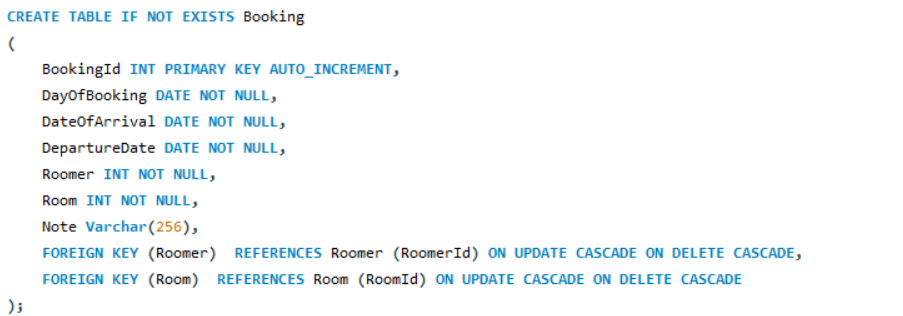 CREATE TABLE IF NOT EXISTS Booking
(
    BookingId INT PRIMARY KEY AUTO_INCREMENT,
    DayOfBooking DATE NOT NULL,
    DateOfArrival DATE NOT NULL,
    DepartureDate DATE NOT NULL,
    Roomer INT NOT NULL,
    Room INT NOT NULL,
    Note Varchar(256),
    FOREIGN KEY (Roomer)  REFERENCES Roomer (RoomerId) ON UPDATE CASCADE ON DELETE CASCADE,
    FOREIGN KEY (Room)  REFERENCES Room (RoomId) ON UPDATE CASCADE ON DELETE CASCADE
);